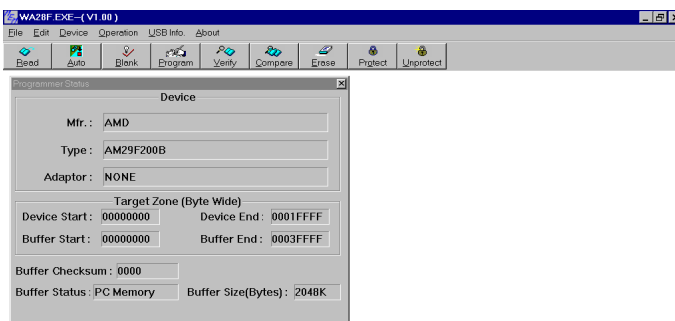 WA28F.EXE--( V1.00 )
File Edit Device Operation USB Info. About
Read Auto Blank Program Verify Compare Erase Protect Unprotect
Programmer Status
Device
Mfr. : AMD
Type : AM29F200B
Adaptor : NONE
Target Zone (Byte Wide)
Device Start : 00000000 Device End : 0001FFFF
Buffer Start : 00000000 Buffer End : 0003FFFF
Buffer Checksum : 0000
Buffer Status : PC Memory Buffer Size(Bytes) : 2048K